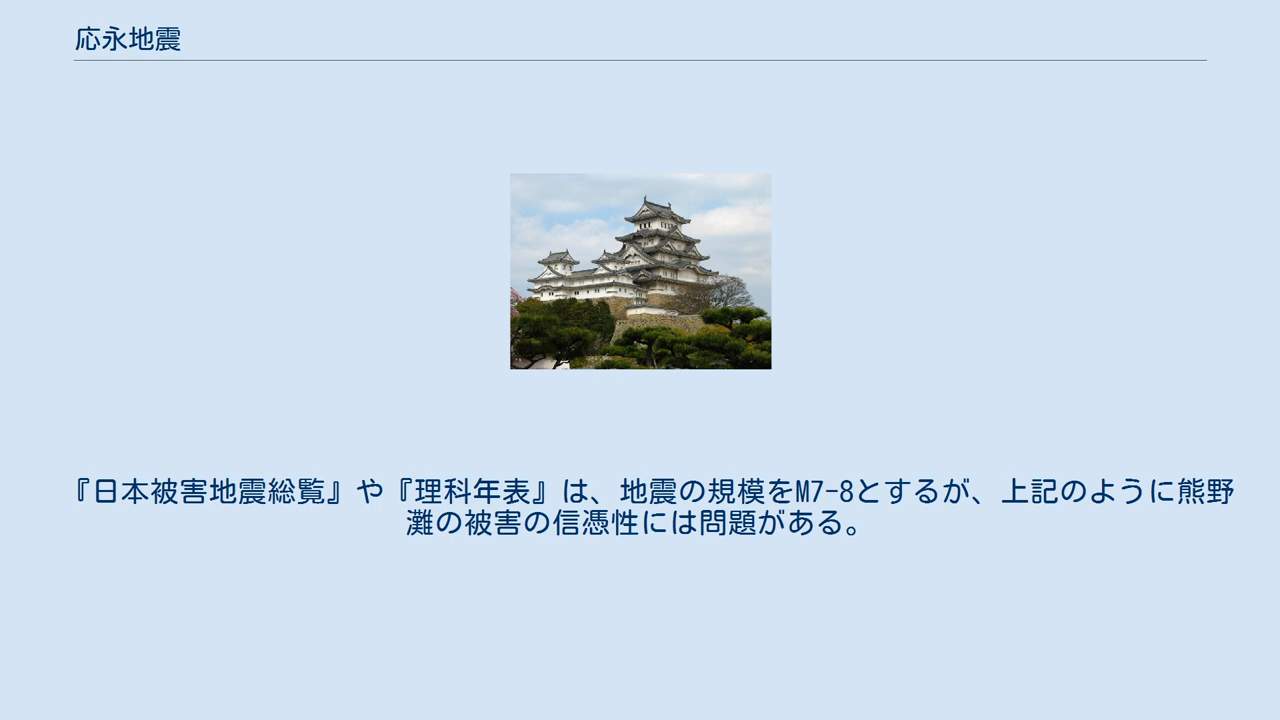 応永地震
『日本被害地震総覧』や『理科年表』は、地震の規模をM7-8とするが、上記のように熊野
灘の被害の信憑性には問題がある。